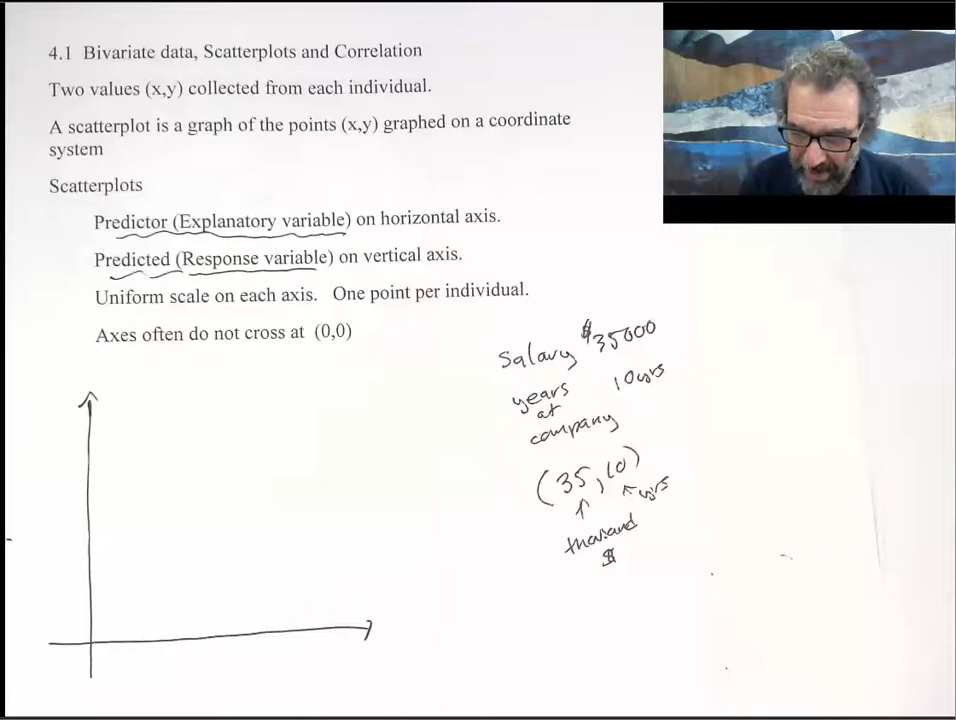 4.1 Bivariate data, Scatterplots and Correlation
Two values (x,y) collected from each individual.
A scatterplot is a graph of the points (x,y) graphed on a coordinate
system
Scatterplots
Predictor (Explanatory variable) on horizontal axis.
Predicted (Response variable) on vertical axis.
Uniform scale on each axis. One point per individual.
Axes often do not cross at (0,0)
Salary $35000
years 10 yrs
at
company
(35,10)
yrs
thousand
$